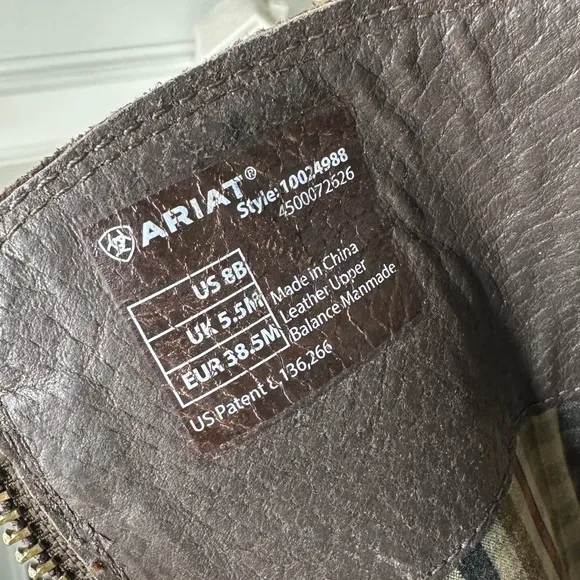 ARIAT®
Style: 10024988
4500072626
US 8B
UK 5.5M
EUR 38.5M
Made in China
Leather Upper
Balance Manmade
US Patent 8,136,266